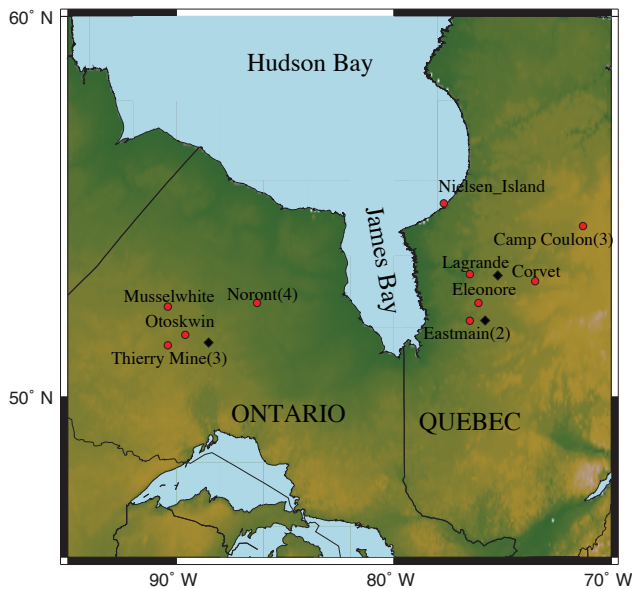 60° N
Hudson Bay
Nielsen_Island
James Bay
Camp Coulon(3)
Lagrande
Corvet
Musselwhite
Noront(4)
Eleonore
Otoskwin
Eastmain(2)
Thierry Mine(3)
50° N
ONTARIO
QUEBEC
90° W
80° W
70° W